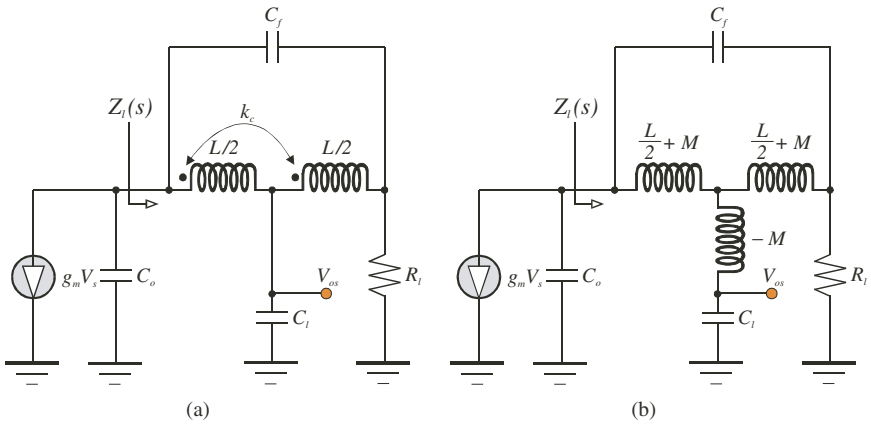 C_f
Z_l(s)
k_c
L/2
L/2
g_mV_s
C_o
V_os
C_l
R_l
(a)
C_f
Z_l(s)
L/2 + M
L/2 + M
– M
g_mV_s
C_o
V_os
C_l
R_l
(b)